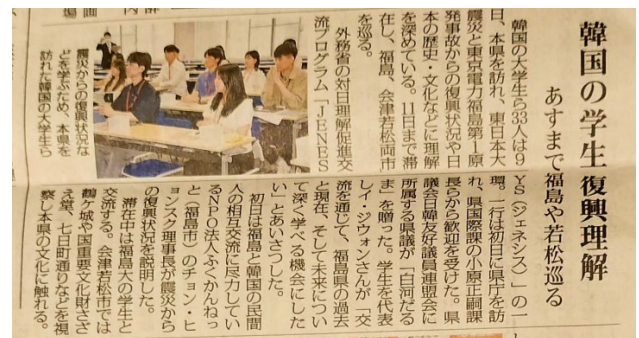 韓国の学生 復興理解
あすまで福島や若松巡る
韓国の大学生ら33人は9
日、本県を訪れ、東日本大
震災と東京電力福島第1原
発事故からの復興状況や日
本の歴史・文化などに理解
を深めている。11日まで滞
在し、福島、会津若松両市
を巡る。
外務省の対日理解促進交
流プログラム「JENES
YS(ジェネシス)」の一
環。一行は初日に県庁を訪
れ、県国際課の小原正嗣課
長らから歓迎を受けた。県
議会日韓友好議員連盟会に
所属する県議が「白河だる
ま」を贈った。学生を代表
しイ・ジウォンさんが「交
流を通じて、福島県の過去
と現在、そして未来につい
て深く学べる機会にした
い」とあいさつした。
初日は福島と韓国の民間
人の相互交流に尽力してい
るNPO法人ふくかんねっ
と(福島市)のチョン・ヒ
ョンスク理事長が震災から
の復興状況を説明した。
滞在中は福島大の学生と
交流する。会津若松市では
鶴ケ城や国重要文化財さざ
え堂、七日町通りなどを視
察し本県の文化に触れる。
震災からの復興状況な
どを学ぶため、本県を
訪れた韓国の大学生ら